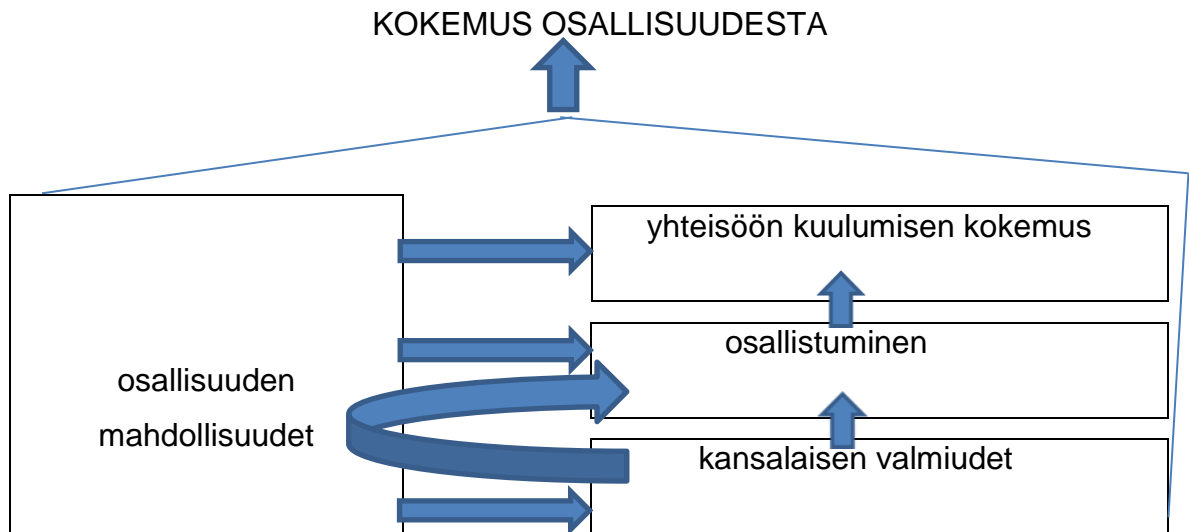 KOKEMUS OSALLISUUDESTA
yhteisöön kuulumisen kokemus
osallistuminen
osallisuuden
mahdollisuudet
kansalaisen valmiudet